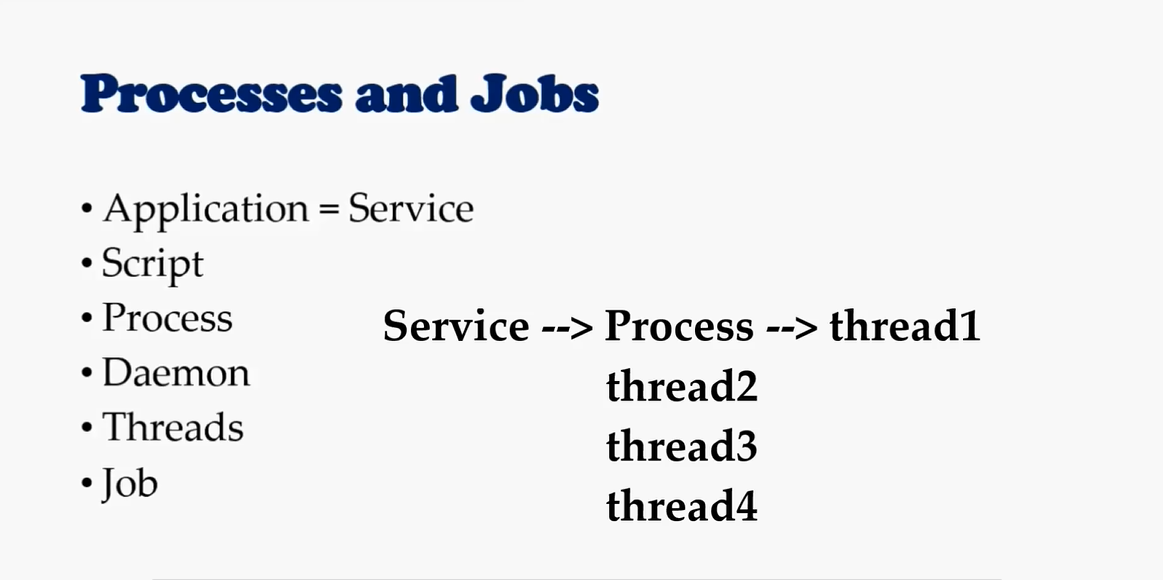 Processes and Jobs
• Application = Service
• Script
• Process
• Daemon
• Threads
• Job
Service --> Process --> thread1
thread2
thread3
thread4